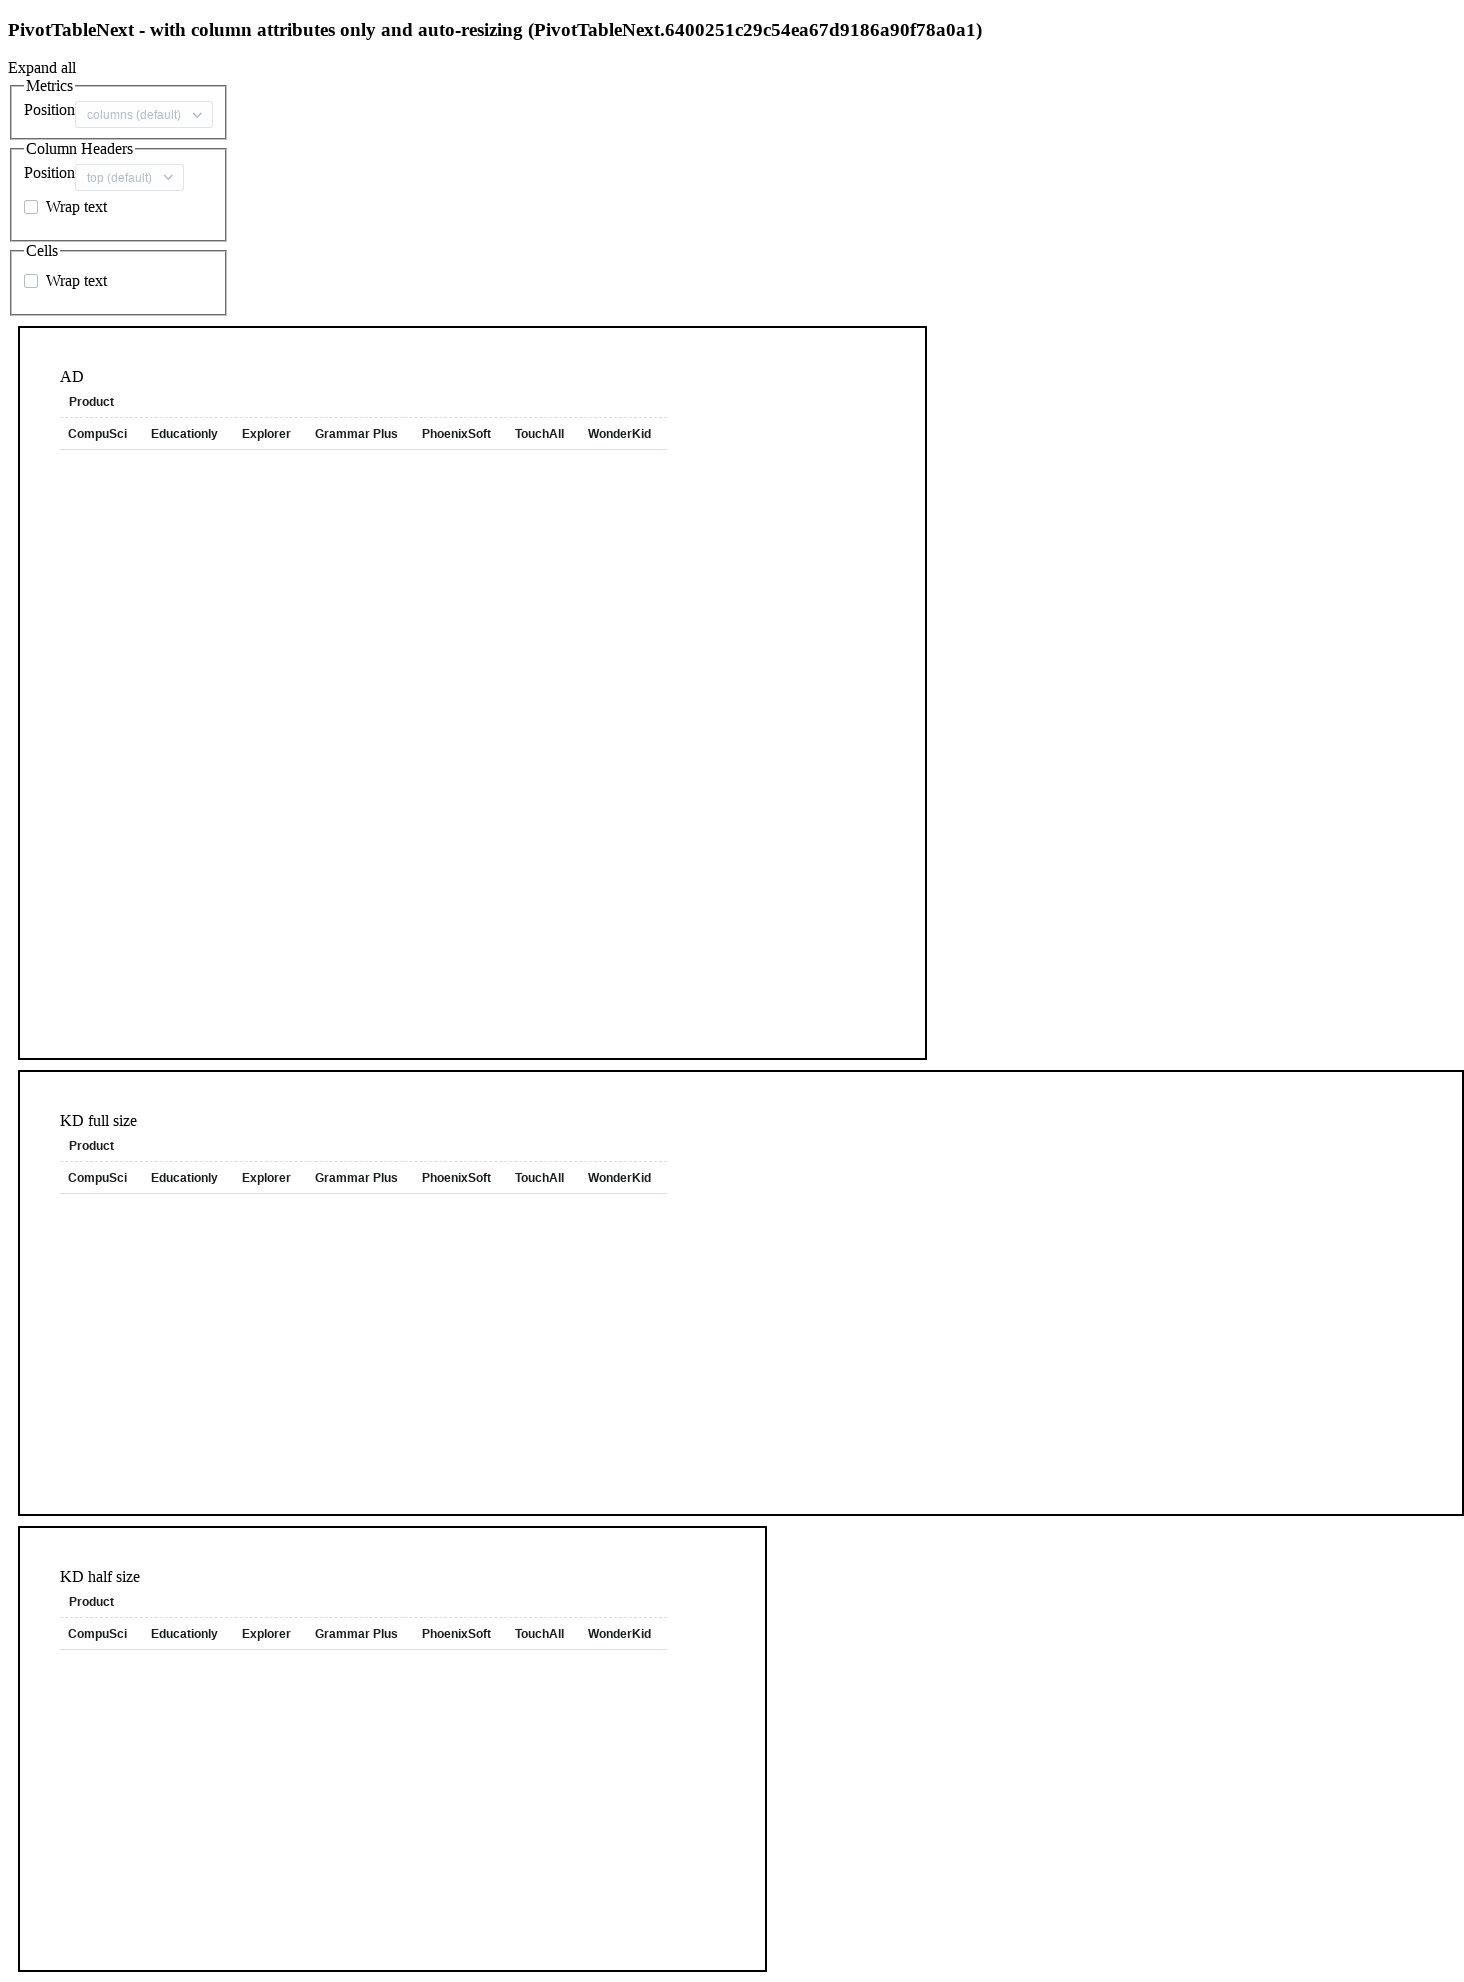 PivotTableNext - with column attributes only and auto-resizing (PivotTableNext.6400251c29c54ea67d9186a90f78a0a1)
Expand all
Metrics
Position columns (default)
Column Headers
Position top (default)
Wrap text
Cells
Wrap text
AD
Product
CompuSci Educationly Explorer Grammar Plus PhoenixSoft TouchAll WonderKid
KD full size
Product
CompuSci Educationly Explorer Grammar Plus PhoenixSoft TouchAll WonderKid
KD half size
Product
CompuSci Educationly Explorer Grammar Plus PhoenixSoft TouchAll WonderKid